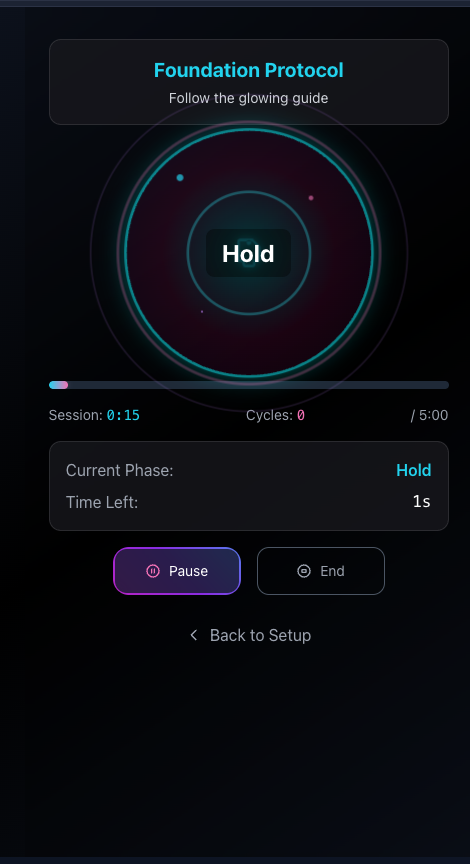 Foundation Protocol
Follow the glowing guide
Hold
Session: 0:15 Cycles: 0 / 5:00
Current Phase: Hold
Time Left: 1s
Pause End
Back to Setup